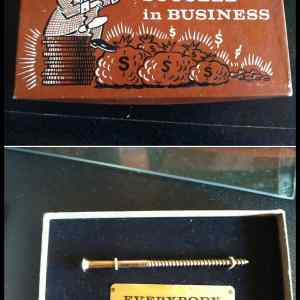 in BUSINESS
$ $ $ $
$ $ $
EVERYBODY